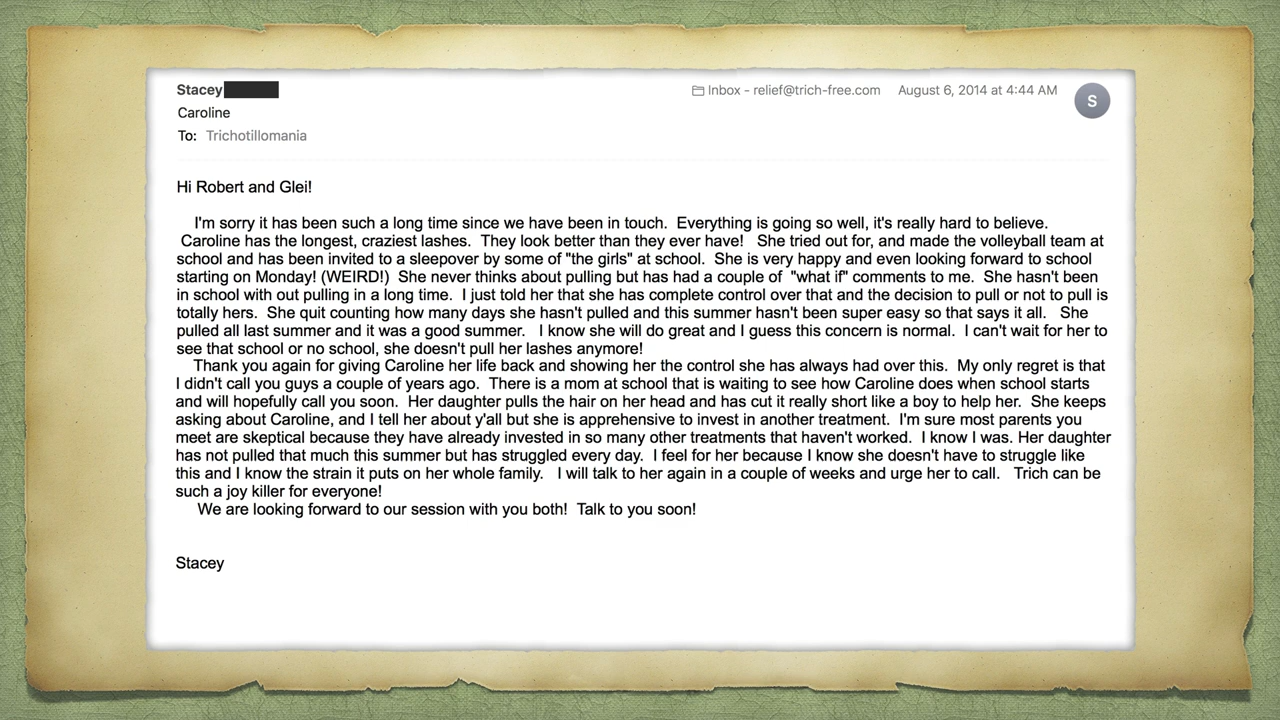 Stacey
Inbox - relief@trich-free.com August 6, 2014 at 4:44 AM
S
Caroline
To: Trichotillomania
Hi Robert and Glei!
I'm sorry it has been such a long time since we have been in touch. Everything is going so well, it's really hard to believe.
Caroline has the longest, craziest lashes. They look better than they ever have! She tried out for, and made the volleyball team at
school and has been invited to a sleepover by some of "the girls" at school. She is very happy and even looking forward to school
starting on Monday! (WEIRD!) She never thinks about pulling but has had a couple of "what if" comments to me. She hasn't been
in school with out pulling in a long time. I just told her that she has complete control over that and the decision to pull or not to pull is
totally hers. She quit counting how many days she hasn't pulled and this summer hasn't been super easy so that says it all. She
pulled all last summer and it was a good summer. I know she will do great and I guess this concern is normal. I can't wait for her to
see that school or no school, she doesn't pull her lashes anymore!
Thank you again for giving Caroline her life back and showing her the control she has always had over this. My only regret is that
I didn't call you guys a couple of years ago. There is a mom at school that is waiting to see how Caroline does when school starts
and will hopefully call you soon. Her daughter pulls the hair on her head and has cut it really short like a boy to help her. She keeps
asking about Caroline, and I tell her about y'all but she is apprehensive to invest in another treatment. I'm sure most parents you
meet are skeptical because they have already invested in so many other treatments that haven't worked. I know I was. Her daughter
has not pulled that much this summer but has struggled every day. I feel for her because I know she doesn't have to struggle like
this and I know the strain it puts on her whole family. I will talk to her again in a couple of weeks and urge her to call. Trich can be
such a joy killer for everyone!
We are looking forward to our session with you both! Talk to you soon!
Stacey